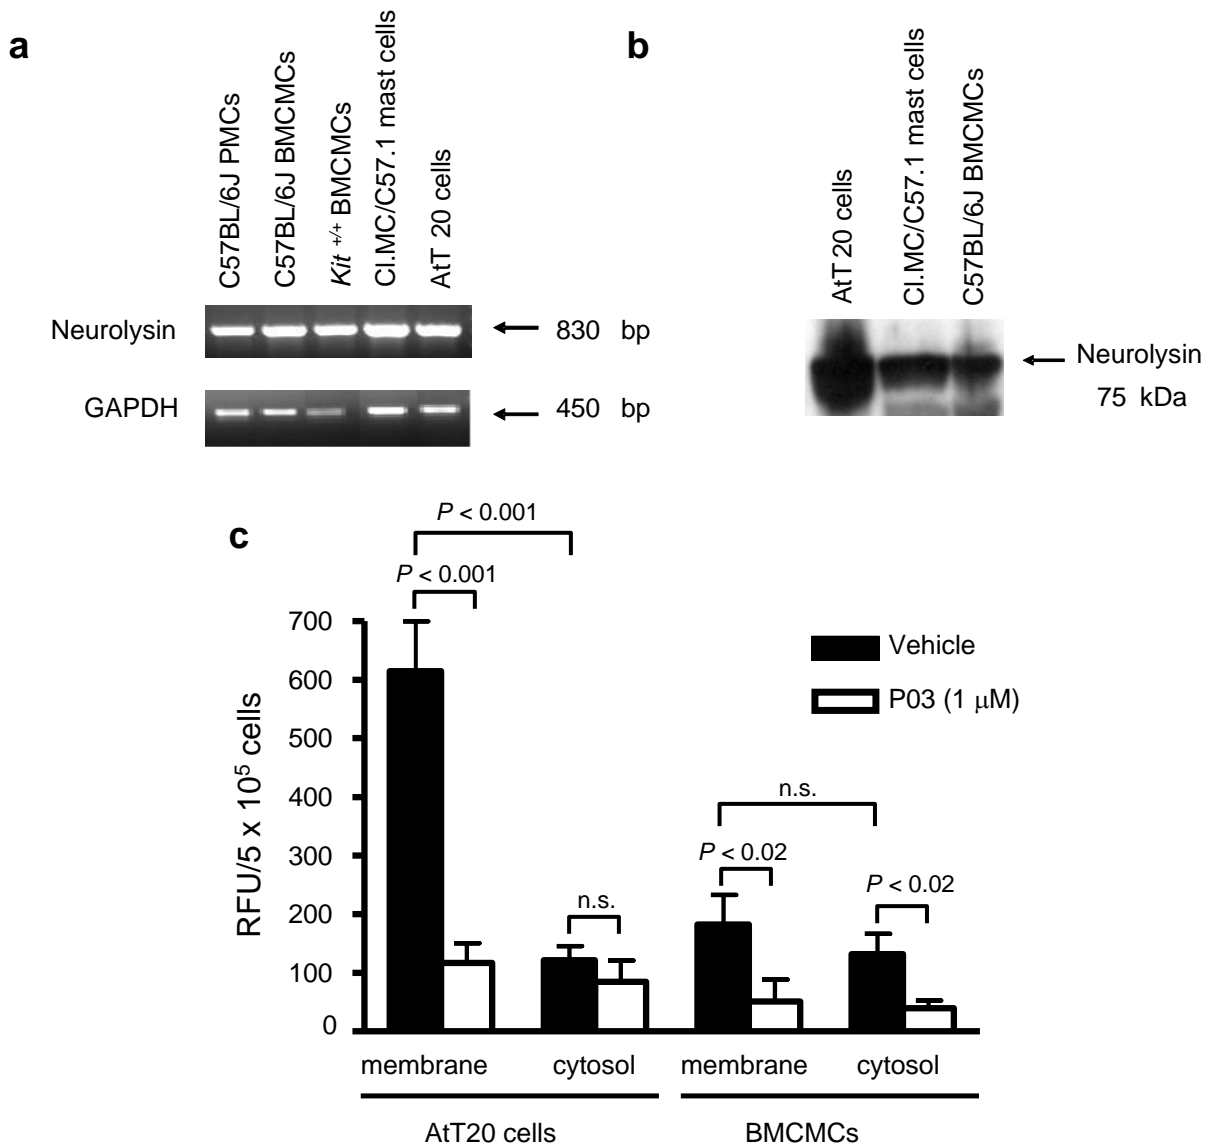 a
C57BL/6J PMCs
C57BL/6J BMCMCs
Kit +/+ BMCMCs
Cl.MC/C57.1 mast cells
AtT 20 cells
Neurolysin
830 bp
GAPDH
450 bp
b
AtT 20 cells
Cl.MC/C57.1 mast cells
C57BL/6J BMCMCs
Neurolysin
75 kDa
c
P < 0.001
P < 0.001
n.s.
n.s.
P < 0.02
P < 0.02
Vehicle
P03 (1 μM)
RFU/5 x 10⁵ cells
700
600
500
400
300
200
100
0
membrane
cytosol
membrane
cytosol
AtT20 cells
BMCMCs